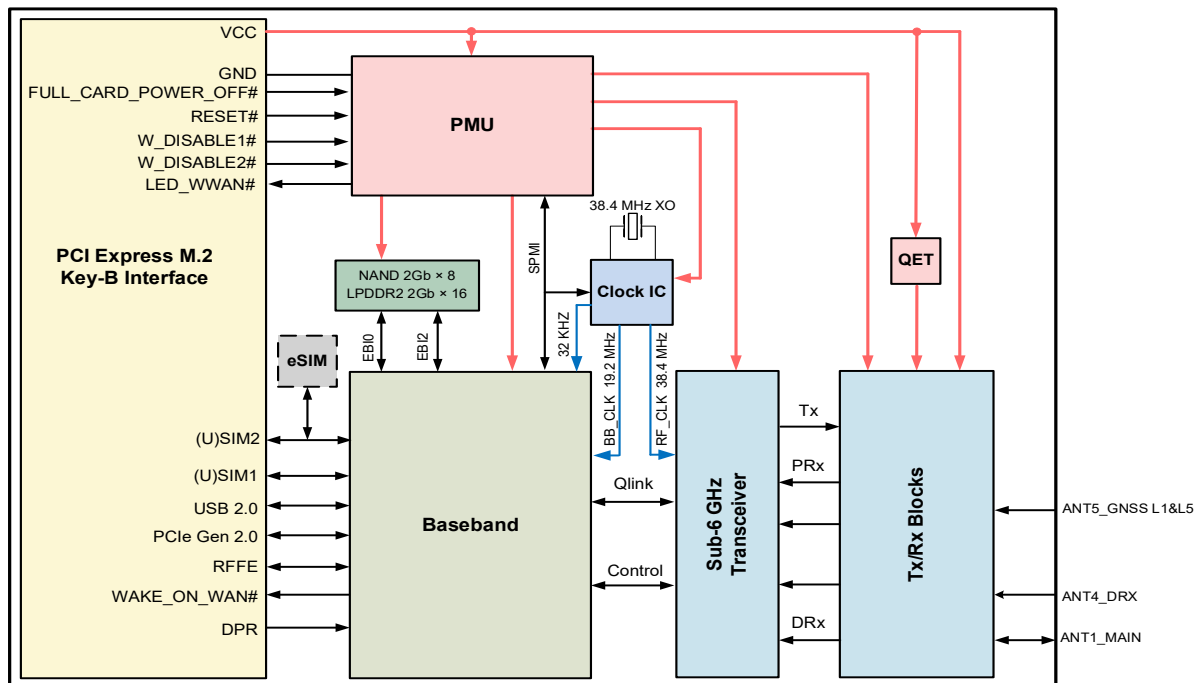 VCC
GND
FULL_CARD_POWER_OFF#
RESET#
W_DISABLE1#
W_DISABLE2#
LED_WWAN#
PCI Express M.2
Key-B Interface
(U)SIM2
(U)SIM1
USB 2.0
PCIe Gen 2.0
RFFE
WAKE_ON_WAN#
DPR
eSIM
PMU
NAND 2Gb × 8
LPDDR2 2Gb × 16
EBI0
EBI2
SPMI
38.4 MHz XO
Clock IC
32 KHZ
BB_CLK 19.2 MHz
RF_CLK 38.4 MHz
QET
Baseband
Qlink
Control
Sub-6 GHz
Transceiver
Tx
PRx
DRx
Tx/Rx Blocks
ANT5_GNSS L1&L5
ANT4_DRX
ANT1_MAIN